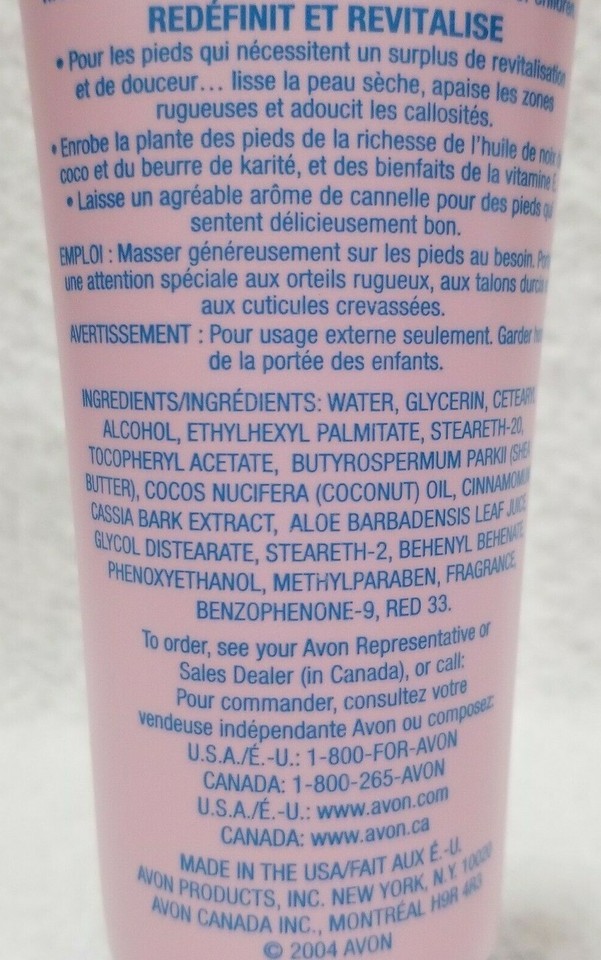 of Children
REDÉFINIT ET REVITALISE
• Pour les pieds qui nécessitent un surplus de revitalisation
et de douceur... lisse la peau sèche, apaise les zones
rugueuses et adoucit les callosités.
• Enrobe la plante des pieds de la richesse de l'huile de noix
coco et du beurre de karité, et des bienfaits de la vitamine E
• Laisse un agréable arôme de cannelle pour des pieds qui
sentent délicieusement bon.
EMPLOI : Masser généreusement sur les pieds au besoin.
une attention spéciale aux orteils rugueux, aux talons durcis
aux cuticules crevassées.
AVERTISSEMENT : Pour usage externe seulement. Garder
de la portée des enfants.
INGREDIENTS/INGRÉDIENTS: WATER, GLYCERIN, CETEARYL
ALCOHOL, ETHYLHEXYL PALMITATE, STEARETH-20,
TOCOPHERYL ACETATE, BUTYROSPERMUM PARKII (SHEA
BUTTER), COCOS NUCIFERA (COCONUT) OIL, CINNAMOMUM
CASSIA BARK EXTRACT, ALOE BARBADENSIS LEAF JUICE,
GLYCOL DISTEARATE, STEARETH-2, BEHENYL BEHENATE,
PHENOXYETHANOL, METHYLPARABEN, FRAGRANCE,
BENZOPHENONE-9, RED 33.
To order, see your Avon Representative or
Sales Dealer (in Canada), or call:
Pour commander, consultez votre
vendeuse indépendante Avon ou composez:
U.S.A./É.-U.: 1-800-FOR-AVON
CANADA: 1-800-265-AVON
U.S.A./É.-U.: www.avon.com
CANADA: www.avon.ca
MADE IN THE USA/FAIT AUX É.-U.
AVON PRODUCTS, INC. NEW YORK, N.Y. 10020
AVON CANADA INC., MONTRÉAL H9R 4R3
© 2004 AVON